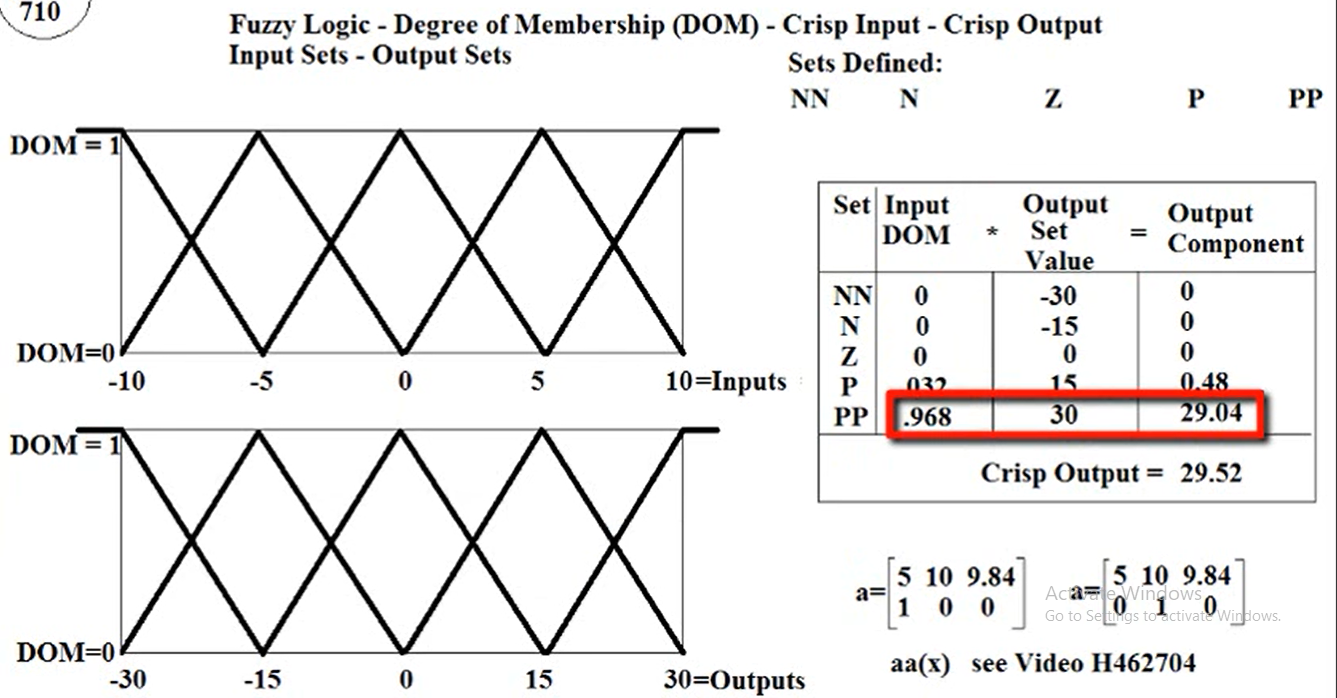 710
Fuzzy Logic - Degree of Membership (DOM) - Crisp Input - Crisp Output
Input Sets - Output Sets
Sets Defined:
NN N Z P PP
DOM = 1
DOM=0
-10 -5 0 5 10=Inputs
DOM = 1
DOM=0
-30 -15 0 15 30=Outputs
Set Input DOM * Output Set Value = Output Component
NN 0 -30 0
N 0 -15 0
Z 0 0 0
P .032 15 0.48
PP .968 30 29.04
Crisp Output = 29.52
a= 5 10 9.84 a= 5 10 9.84
1 0 0 0 1 0
Activate Windows
Go to Settings to activate Windows.
aa(x) see Video H462704